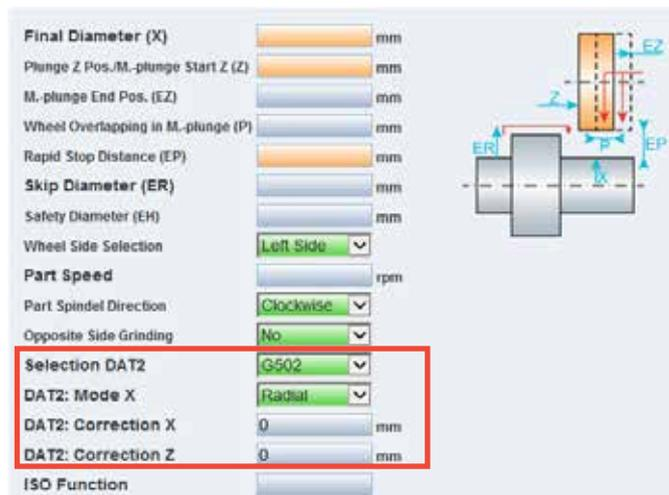 Final Diameter (X) mm
Plunge Z Pos./M.-plunge Start Z (Z) mm
M.-plunge End Pos. (EZ) mm
Wheel Overlapping in M.-plunge (P) mm
Rapid Stop Distance (EP) mm
Skip Diameter (ER) mm
Safety Diameter (EH) mm
Wheel Side Selection Left Side
Part Speed rpm
Part Spindel Direction Clockwise
Opposite Side Grinding No
Selection DAT2 G502
DAT2: Mode X Radial
DAT2: Correction X 0 mm
DAT2: Correction Z 0 mm
ISO Function
EZ
Z
ER
P
EP
X